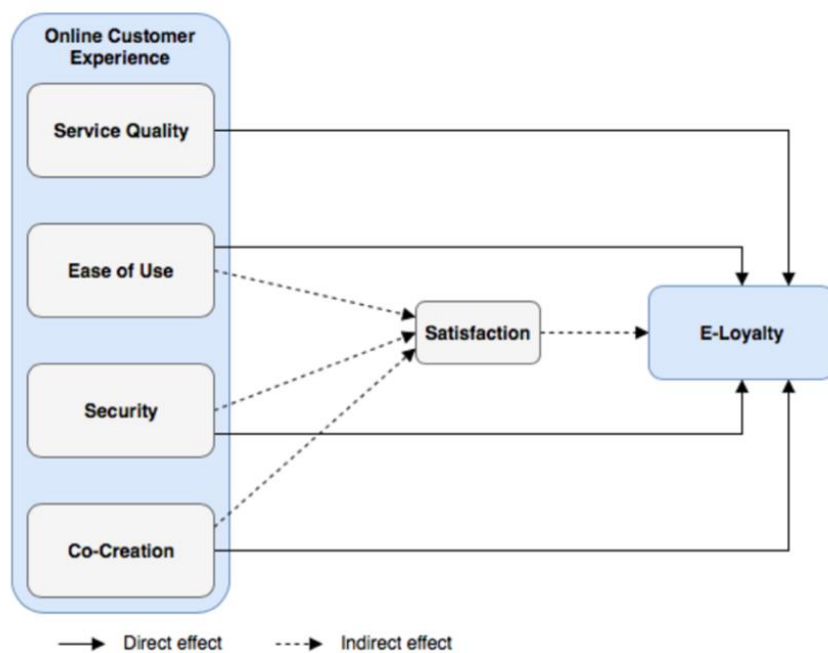 Online Customer
Experience
Service Quality
Ease of Use
Satisfaction
E-Loyalty
Security
Co-Creation
Direct effect
Indirect effect